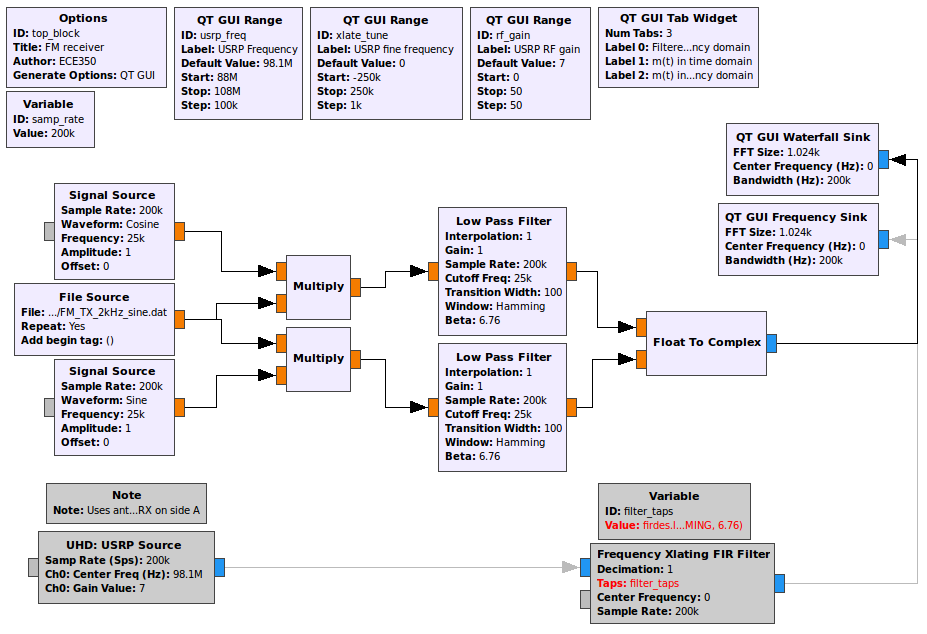 Options
ID: top_block
Title: FM receiver
Author: ECE350
Generate Options: QT GUI
QT GUI Range
ID: usrp_freq
Label: USRP Frequency
Default Value: 98.1M
Start: 88M
Stop: 108M
Step: 100k
QT GUI Range
ID: xlate_tune
Label: USRP fine frequency
Default Value: 0
Start: -250k
Stop: 250k
Step: 1k
QT GUI Range
ID: rf_gain
Label: USRP RF gain
Default Value: 7
Start: 0
Stop: 50
Step: 50
QT GUI Tab Widget
Num Tabs: 3
Label 0: Filtere...ncy domain
Label 1: m(t) in time domain
Label 2: m(t) in...ncy domain
Variable
ID: samp_rate
Value: 200k
QT GUI Waterfall Sink
FFT Size: 1.024k
Center Frequency (Hz): 0
Bandwidth (Hz): 200k
QT GUI Frequency Sink
FFT Size: 1.024k
Center Frequency (Hz): 0
Bandwidth (Hz): 200k
Signal Source
Sample Rate: 200k
Waveform: Cosine
Frequency: 25k
Amplitude: 1
Offset: 0
File Source
File: .../FM_TX_2kHz_sine.dat
Repeat: Yes
Add begin tag: ()
Signal Source
Sample Rate: 200k
Waveform: Sine
Frequency: 25k
Amplitude: 1
Offset: 0
Multiply
Multiply
Low Pass Filter
Interpolation: 1
Gain: 1
Sample Rate: 200k
Cutoff Freq: 25k
Transition Width: 100
Window: Hamming
Beta: 6.76
Low Pass Filter
Interpolation: 1
Gain: 1
Sample Rate: 200k
Cutoff Freq: 25k
Transition Width: 100
Window: Hamming
Beta: 6.76
Float To Complex
Note
Note: Uses ant...RX on side A
UHD: USRP Source
Samp Rate (Sps): 200k
Ch0: Center Freq (Hz): 98.1M
Ch0: Gain Value: 7
Variable
ID: filter_taps
Value: firdes.l...MING, 6.76)
Frequency Xlating FIR Filter
Decimation: 1
Taps: filter_taps
Center Frequency: 0
Sample Rate: 200k